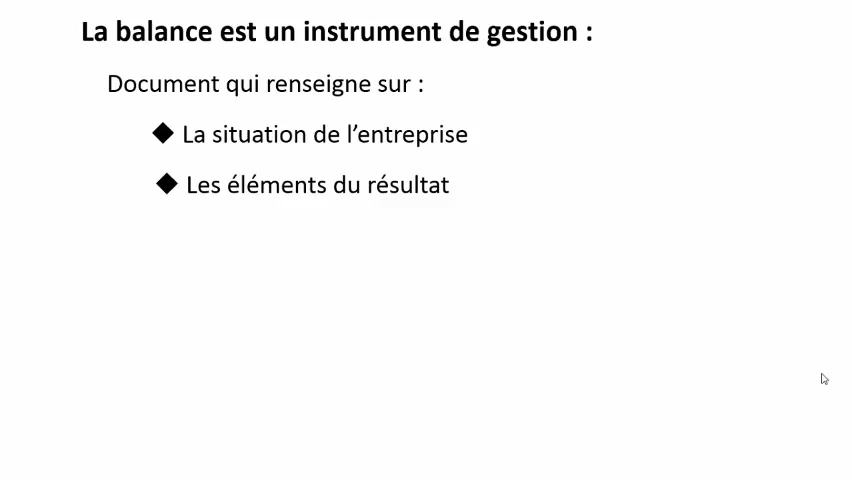 La balance est un instrument de gestion :
Document qui renseigne sur :
◆ La situation de l’entreprise
◆ Les éléments du résultat